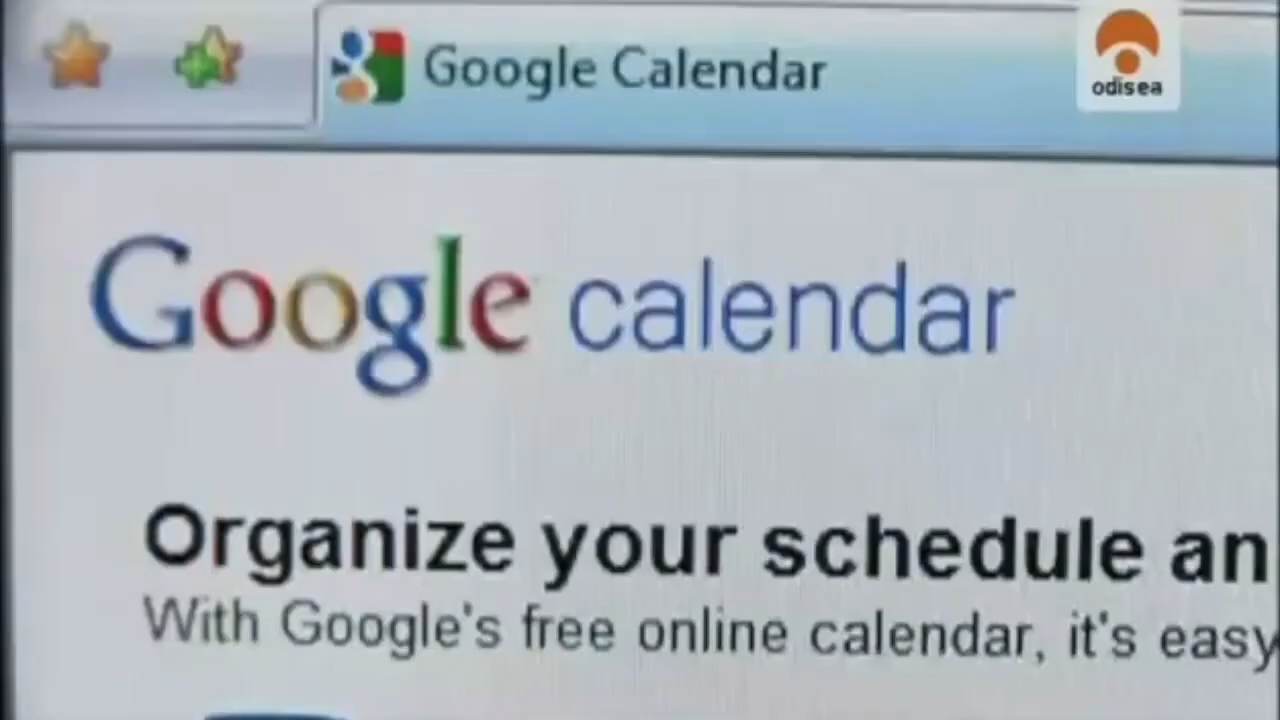 Google Calendar
odisea
Google calendar
Organize your schedule an
With Google's free online calendar, it's easy